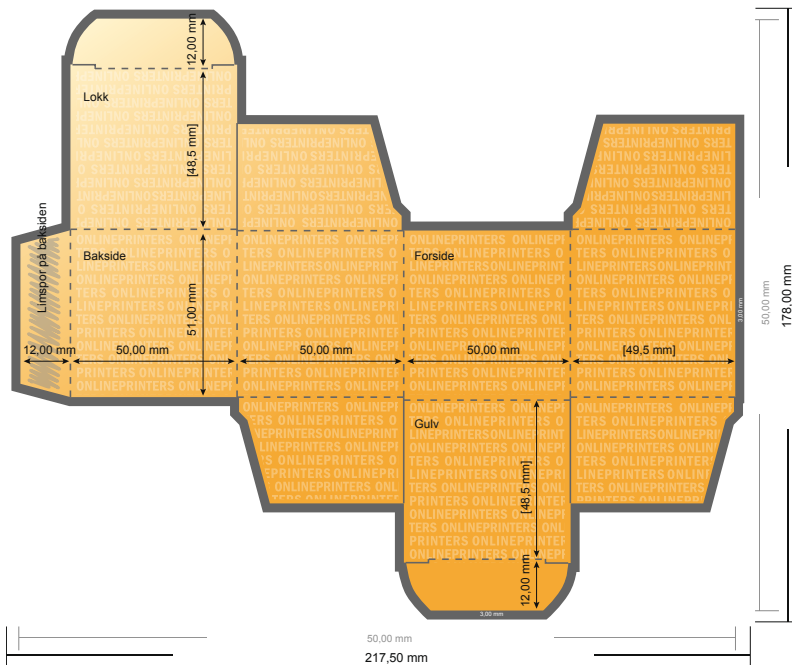 12,00 mm
Lokk
[48,5 mm]
Limspor på baksiden
Bakside
Forside
51,00 mm
12,00 mm
50,00 mm
50,00 mm
50,00 mm
[49,5 mm]
3,00 mm
50,00 mm
178,00 mm
Gulv
[48,5 mm]
12,00 mm
3,00 mm
50,00 mm
217,50 mm
ONLINEPRINTERS ONLINEP